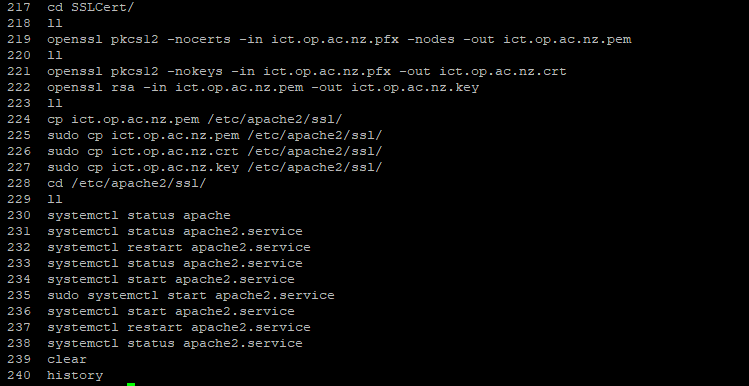 217  cd SSLCert/
218  ll
219  openssl pkcs12 -nocerts -in ict.op.ac.nz.pfx -nodes -out ict.op.ac.nz.pem
220  ll
221  openssl pkcs12 -nokeys -in ict.op.ac.nz.pfx -out ict.op.ac.nz.crt
222  openssl rsa -in ict.op.ac.nz.pem -out ict.op.ac.nz.key
223  ll
224  cp ict.op.ac.nz.pem /etc/apache2/ssl/
225  sudo cp ict.op.ac.nz.pem /etc/apache2/ssl/
226  sudo cp ict.op.ac.nz.crt /etc/apache2/ssl/
227  sudo cp ict.op.ac.nz.key /etc/apache2/ssl/
228  cd /etc/apache2/ssl/
229  ll
230  systemctl status apache
231  systemctl status apache2.service
232  systemctl restart apache2.service
233  systemctl status apache2.service
234  systemctl start apache2.service
235  sudo systemctl start apache2.service
236  systemctl start apache2.service
237  systemctl restart apache2.service
238  systemctl status apache2.service
239  clear
240  history